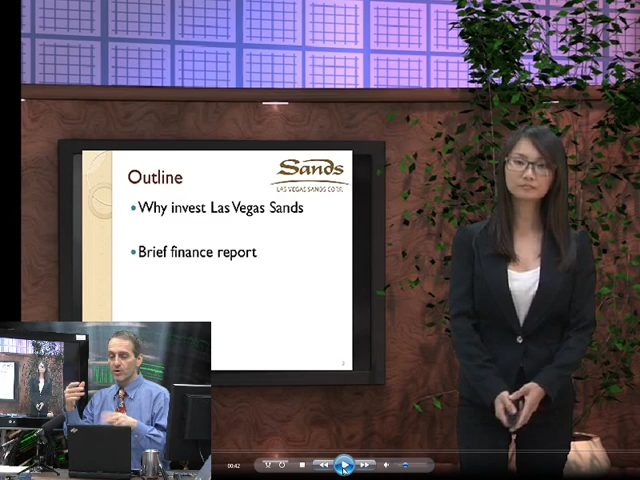 Outline
Sands
LAS VEGAS SANDS CORP.
•Why invest Las Vegas Sands
•Brief finance report
00:42